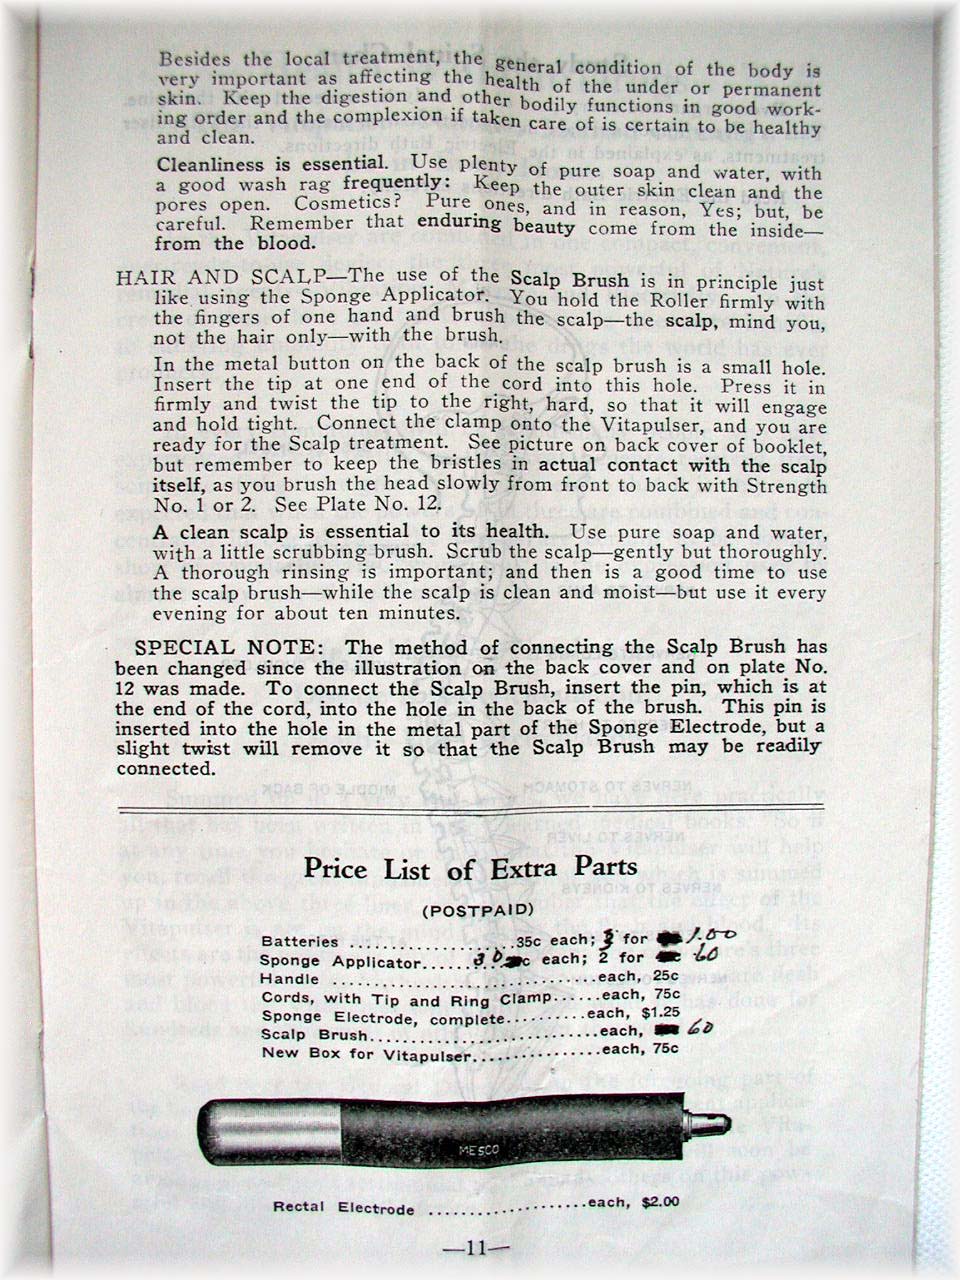 Besides the local treatment, the general condition of the body is
very important as affecting the health of the under or permanent
skin. Keep the digestion and other bodily functions in good work-
ing order and the complexion if taken care of is certain to be healthy
and clean.
Cleanliness is essential. Use plenty of pure soap and water, with
a good wash rag frequently: Keep the outer skin clean and the
pores open. Cosmetics? Pure ones, and in reason, Yes; but, be
careful. Remember that enduring beauty come from the inside—
from the blood.
HAIR AND SCALP—The use of the Scalp Brush is in principle just
like using the Sponge Applicator. You hold the Roller firmly with
the fingers of one hand and brush the scalp—the scalp, mind you,
not the hair only—with the brush.
In the metal button on the back of the scalp brush is a small hole.
Insert the tip at one end of the cord into this hole. Press it in
firmly and twist the tip to the right, hard, so that it will engage
and hold tight. Connect the clamp onto the Vitapulser, and you are
ready for the Scalp treatment. See picture on back cover of booklet,
but remember to keep the bristles in actual contact with the scalp
itself, as you brush the head slowly from front to back with Strength
No. 1 or 2. See Plate No. 12.
A clean scalp is essential to its health. Use pure soap and water,
with a little scrubbing brush. Scrub the scalp—gently but thoroughly.
A thorough rinsing is important; and then is a good time to use
the scalp brush—while the scalp is clean and moist—but use it every
evening for about ten minutes.
SPECIAL NOTE: The method of connecting the Scalp Brush has
been changed since the illustration on the back cover and on plate No.
12 was made. To connect the Scalp Brush, insert the pin, which is at
the end of the cord, into the hole in the back of the brush. This pin is
inserted into the hole in the metal part of the Sponge Electrode, but a
slight twist will remove it so that the Scalp Brush may be readily
connected.
Price List of Extra Parts
(POSTPAID)
Batteries ......................35c each; 3 for 1.00
Sponge Applicator......30c each; 2 for 60
Handle ..............................each, 25c
Cords, with Tip and Ring Clamp......each, 75c
Sponge Electrode, complete..........each, $1.25
Scalp Brush..............................each, 60
New Box for Vitapulser................each, 75c
MESCO
Rectal Electrode ....................each, $2.00
—11—